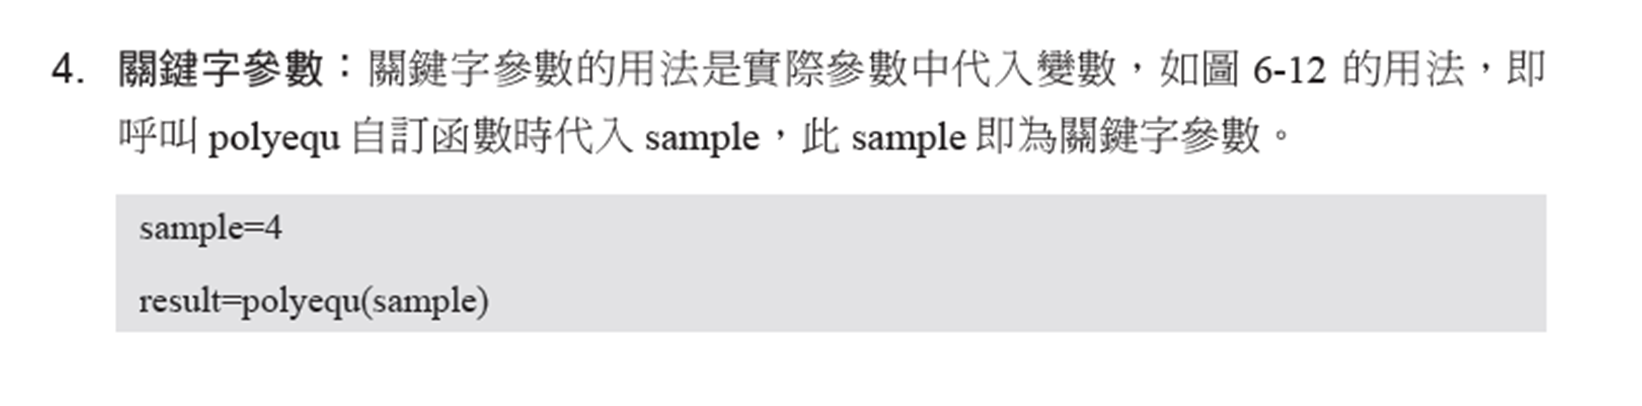 4. 關鍵字參數：關鍵字參數的用法是實際參數中代入變數，如圖 6-12 的用法，即
呼叫 polyequ 自訂函數時代入 sample，此 sample 即為關鍵字參數。
sample=4
result=polyequ(sample)